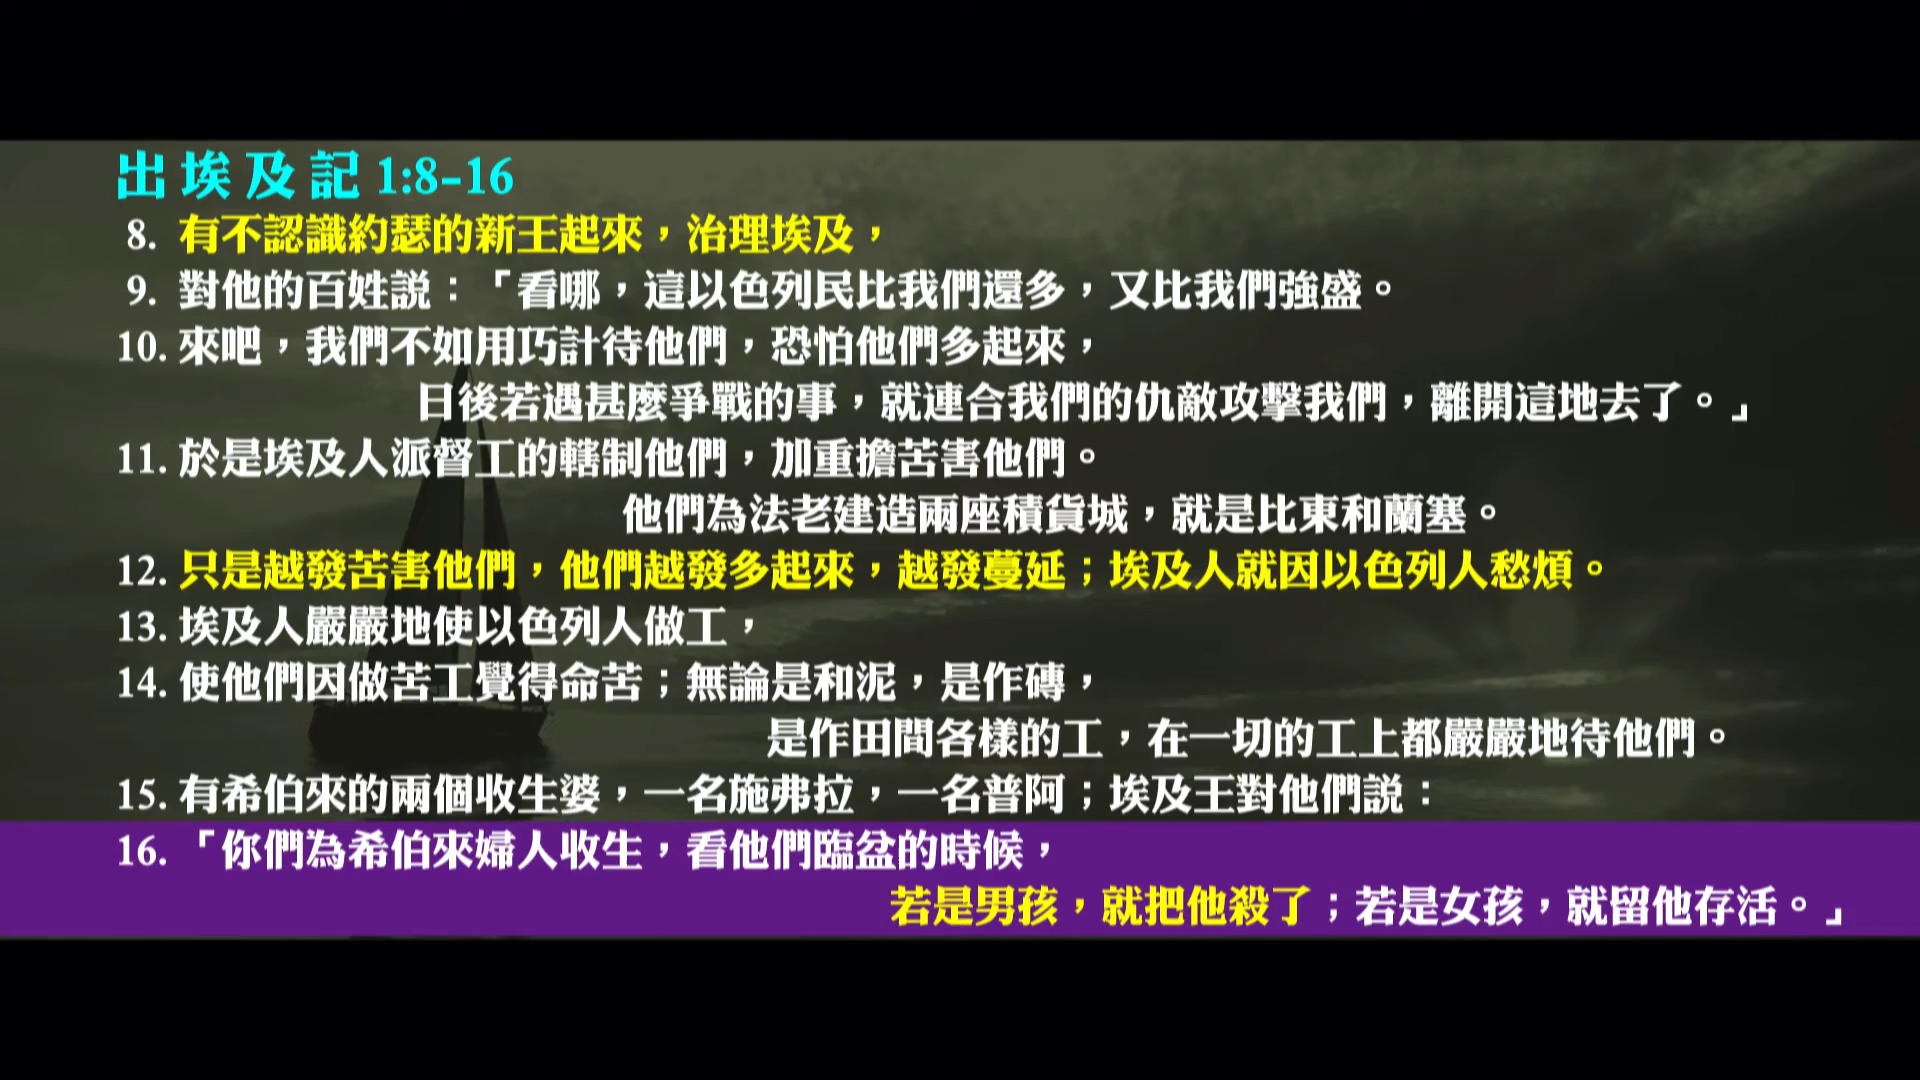 出埃及記 1:8-16
8. 有不認識約瑟的新王起來，治理埃及，
9. 對他的百姓說：「看哪，這以色列民比我們還多，又比我們強盛。
10. 來吧，我們不如用巧計待他們，恐怕他們多起來，
日後若遇甚麼爭戰的事，就連合我們的仇敵攻擊我們，離開這地去了。」
11. 於是埃及人派督工的轄制他們，加重擔苦害他們。
他們為法老建造兩座積貨城，就是比東和蘭塞。
12. 只是越發苦害他們，他們越發多起來，越發蔓延；埃及人就因以色列人愁煩。
13. 埃及人嚴嚴地使以色列人做工，
14. 使他們因做苦工覺得命苦；無論是和泥，是作磚，
是作田間各樣的工，在一切的工上都嚴嚴地待他們。
15. 有希伯來的兩個收生婆，一名施弗拉，一名普阿；埃及王對他們說：
16. 「你們為希伯來婦人收生，看他們臨盆的時候，
若是男孩，就把他殺了；若是女孩，就留他存活。」